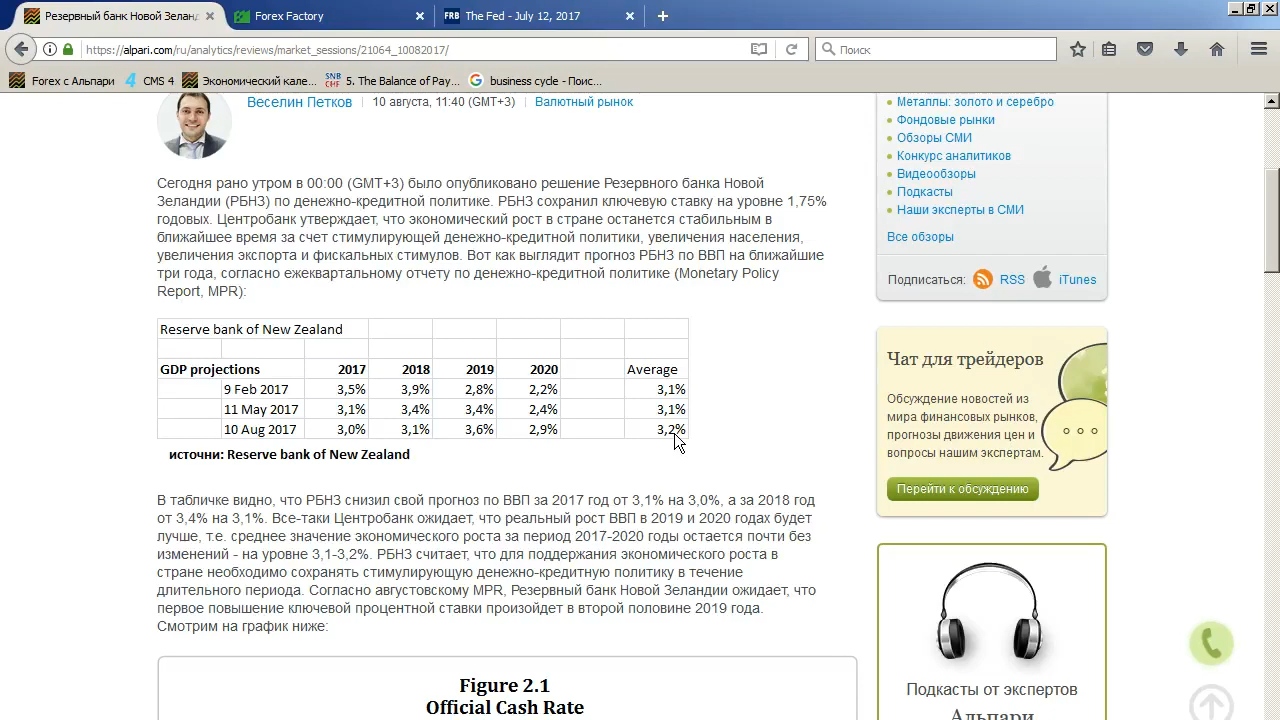 Резервный банк Новой Зеланд
Forex Factory
The Fed - July 12, 2017
https://alpari.com/ru/analytics/reviews/market_sessions/21064_10082017/
Поиск
Forex с Альпари
CMS 4
Экономический кале...
SNB CHF
5. The Balance of Pay...
business cycle - Поис...
Веселин Петков
10 августа, 11:40 (GMT+3)
Валютный рынок
Сегодня рано утром в 00:00 (GMT+3) было опубликовано решение Резервного банка Новой
Зеландии (РБНЗ) по денежно-кредитной политике. РБНЗ сохранил ключевую ставку на уровне 1,75%
годовых. Центробанк утверждает, что экономический рост в стране останется стабильным в
ближайшее время за счет стимулирующей денежно-кредитной политики, увеличения населения,
увеличения экспорта и фискальных стимулов. Вот как выглядит прогноз РБНЗ по ВВП на ближайшие
три года, согласно ежеквартальному отчету по денежно-кредитной политике (Monetary Policy
Report, MPR):
Reserve bank of New Zealand
GDP projections 2017 2018 2019 2020 Average
9 Feb 2017 3,5% 3,9% 2,8% 2,2% 3,1%
11 May 2017 3,1% 3,4% 3,4% 2,4% 3,1%
10 Aug 2017 3,0% 3,1% 3,6% 2,9% 3,2%
источни: Reserve bank of New Zealand
В таблички видно, что РБНЗ снизил свой прогноз по ВВП за 2017 год от 3,1% на 3,0%, а за 2018 год
от 3,4% на 3,1%. Все-таки Центробанк ожидает, что реальный рост ВВП в 2019 и 2020 годах будет
лучше, т.е. среднее значение экономического роста за период 2017-2020 годы остается почти без
изменений - на уровне 3,1-3,2%. РБНЗ считает, что для поддержания экономического роста в
стране необходимо сохранять стимулирующую денежно-кредитную политику в течение
длительного периода. Согласно августовскому MPR, Резервный банк Новой Зеландии ожидает, что
первое повышение ключевой процентной ставки произойдет в второй половине 2019 года.
Смотрим на график ниже:
Figure 2.1
Official Cash Rate
Металлы: золото и серебро
Фондовые рынки
Обзоры СМИ
Конкурс аналитиков
Видеообзоры
Подкасты
Наши эксперты в СМИ
Все обзоры
Подписаться: RSS iTunes
Чат для трейдеров
Обсуждение новостей из
мира финансовых рынков,
прогнозы движения цен и
вопросы нашим экспертам.
Перейти к обсуждению
Подкасты от экспертов
Альпари